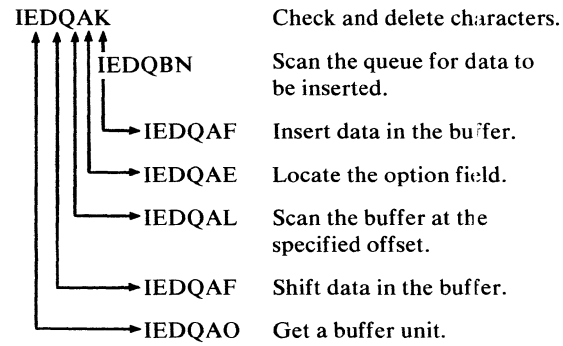 IEDQAK Check and delete characters.
IEDQBN Scan the queue for data to
be inserted.
IEDQAF Insert data in the buffer.
IEDQAE Locate the option field.
IEDQAL Scan the buffer at the
specified offset.
IEDQAF Shift data in the buffer.
IEDQAO Get a buffer unit.